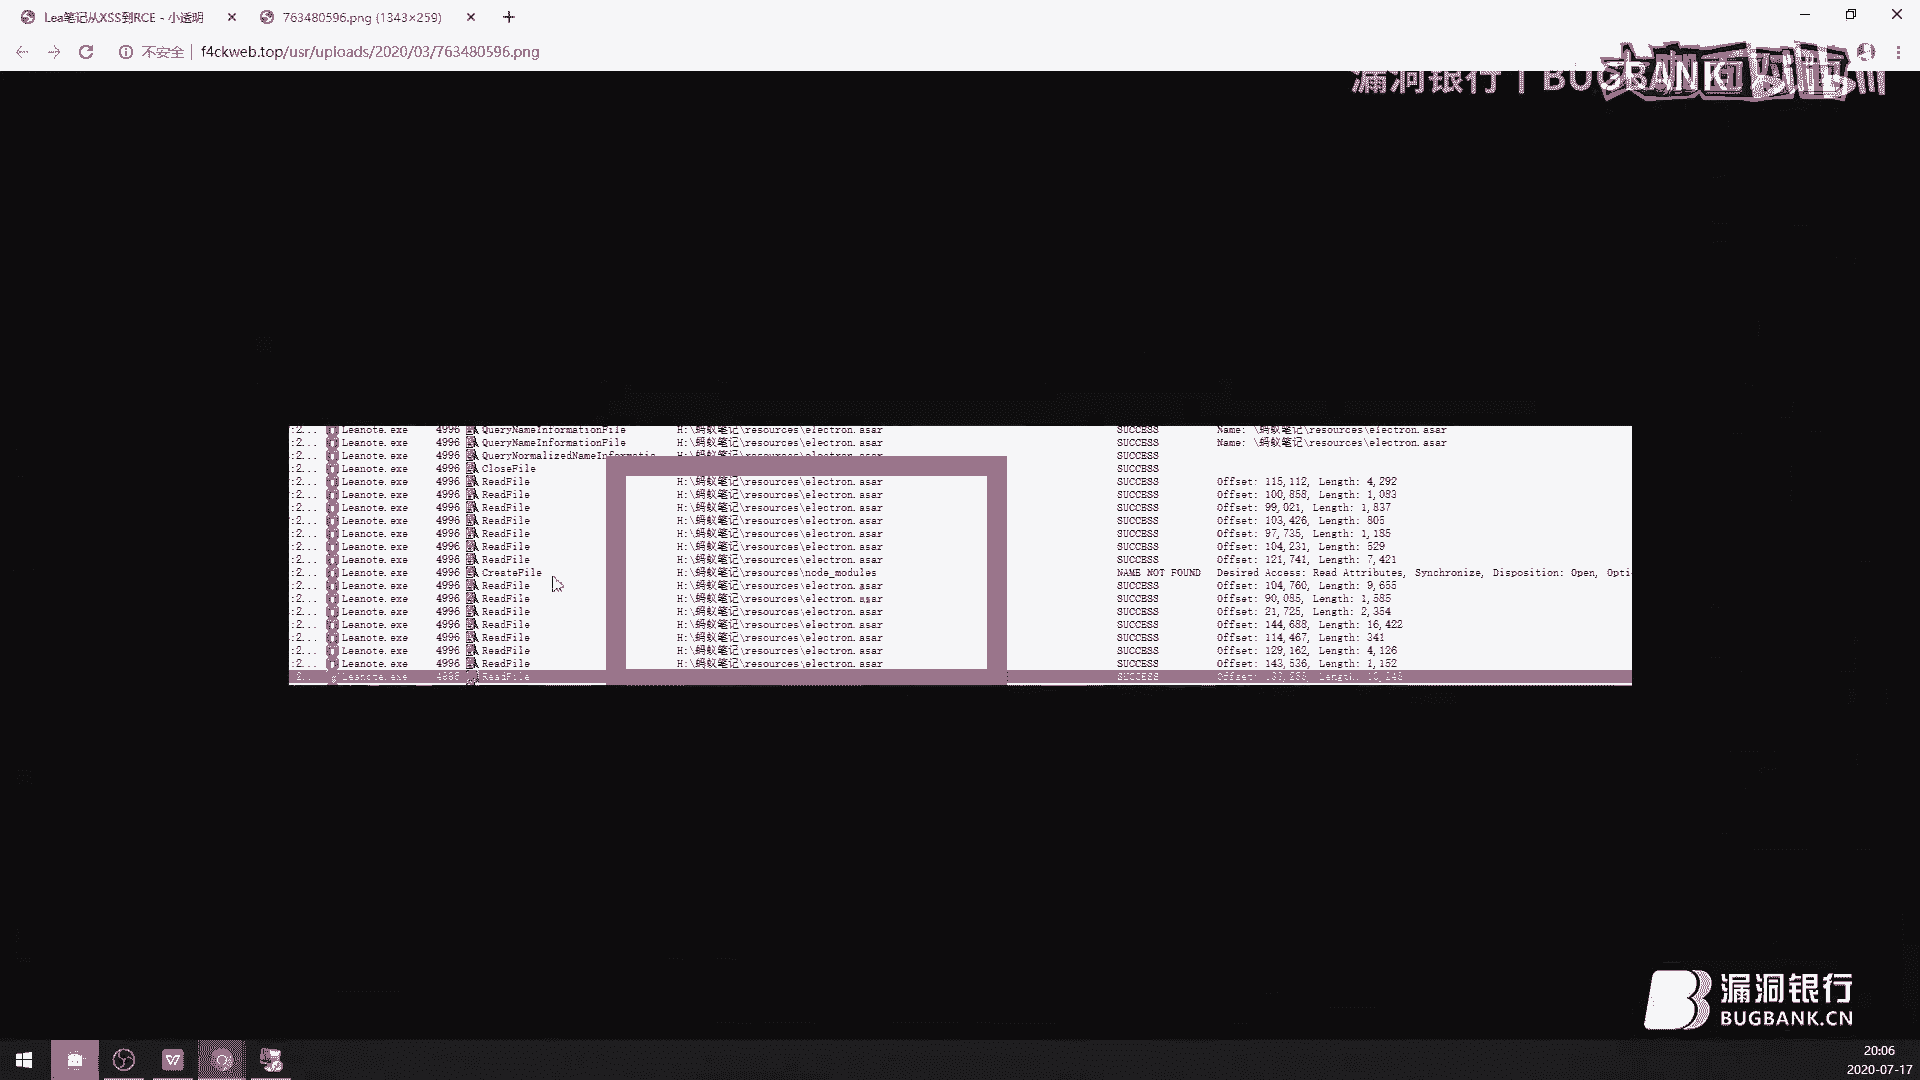 Lea笔记从XSS到RCE - 小透明
763480596.png (1343×259)
不安全 | f4ckweb.top/usr/uploads/2020/03/763480596.png
漏洞银行 | BUGBANK
:2... Leanote.exe 4996 QueryNameInformationFile H:\蚂蚁笔记\resources\electron.asar SUCCESS Name: \蚂蚁笔记\resources\electron.asar
:2... Leanote.exe 4996 QueryNameInformationFile H:\蚂蚁笔记\resources\electron.asar SUCCESS Name: \蚂蚁笔记\resources\electron.asar
:2... Leanote.exe 4996 QueryNormalizedNameInformatio... H:\蚂蚁笔记\resources\electron.asar SUCCESS
:2... Leanote.exe 4996 CloseFile SUCCESS
:2... Leanote.exe 4996 ReadFile H:\蚂蚁笔记\resources\electron.asar SUCCESS Offset: 115,112, Length: 4,292
:2... Leanote.exe 4996 ReadFile H:\蚂蚁笔记\resources\electron.asar SUCCESS Offset: 100,858, Length: 1,083
:2... Leanote.exe 4996 ReadFile H:\蚂蚁笔记\resources\electron.asar SUCCESS Offset: 99,021, Length: 1,837
:2... Leanote.exe 4996 ReadFile H:\蚂蚁笔记\resources\electron.asar SUCCESS Offset: 103,426, Length: 805
:2... Leanote.exe 4996 ReadFile H:\蚂蚁笔记\resources\electron.asar SUCCESS Offset: 97,735, Length: 1,185
:2... Leanote.exe 4996 ReadFile H:\蚂蚁笔记\resources\electron.asar SUCCESS Offset: 104,231, Length: 529
:2... Leanote.exe 4996 ReadFile H:\蚂蚁笔记\resources\electron.asar SUCCESS Offset: 121,741, Length: 7,421
:2... Leanote.exe 4996 CreateFile H:\蚂蚁笔记\resources\node_modules NAME NOT FOUND Desired Access: Read Attributes, Synchronize, Disposition: Open, Opti
:2... Leanote.exe 4996 ReadFile H:\蚂蚁笔记\resources\electron.asar SUCCESS Offset: 104,760, Length: 9,655
:2... Leanote.exe 4996 ReadFile H:\蚂蚁笔记\resources\electron.asar SUCCESS Offset: 90,085, Length: 1,585
:2... Leanote.exe 4996 ReadFile H:\蚂蚁笔记\resources\electron.asar SUCCESS Offset: 21,725, Length: 2,354
:2... Leanote.exe 4996 ReadFile H:\蚂蚁笔记\resources\electron.asar SUCCESS Offset: 144,688, Length: 16,422
:2... Leanote.exe 4996 ReadFile H:\蚂蚁笔记\resources\electron.asar SUCCESS Offset: 114,467, Length: 341
:2... Leanote.exe 4996 ReadFile H:\蚂蚁笔记\resources\electron.asar SUCCESS Offset: 129,162, Length: 4,126
:2... Leanote.exe 4996 ReadFile H:\蚂蚁笔记\resources\electron.asar SUCCESS Offset: 143,536, Length: 1,152
Leanote.exe 4996 ReadFile SUCCESS Offset: Length:
漏洞银行
BUGBANK.CN
20:06
2020-07-17